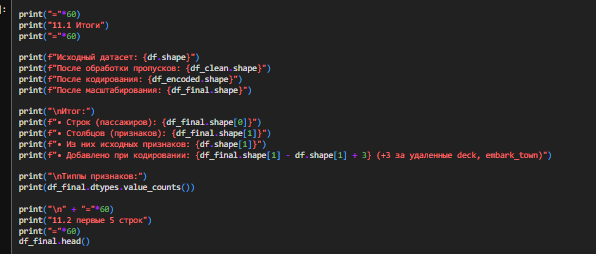 :
print("="*60)
print("11.1 Итоги")
print("="*60)
print(f"Исходный датасет: {df.shape}")
print(f"После обработки пропусков: {df_clean.shape}")
print(f"После кодирования: {df_encoded.shape}")
print(f"После масштабирования: {df_final.shape}")
print("\nИтог:")
print(f"• Строк (пассажиров): {df_final.shape[0]}")
print(f"• Столбцов (признаков): {df_final.shape[1]}")
print(f"• Из них исходных признаков: {df.shape[1]}")
print(f"• Добавлено при кодировании: {df_final.shape[1] - df.shape[1] + 3} (+3 за удаленные deck, embark_town)")
print("\nТиппы признаков:")
print(df_final.dtypes.value_counts())
print("\n" + "="*60)
print("11.2 первые 5 строк")
print("="*60)
df_final.head()